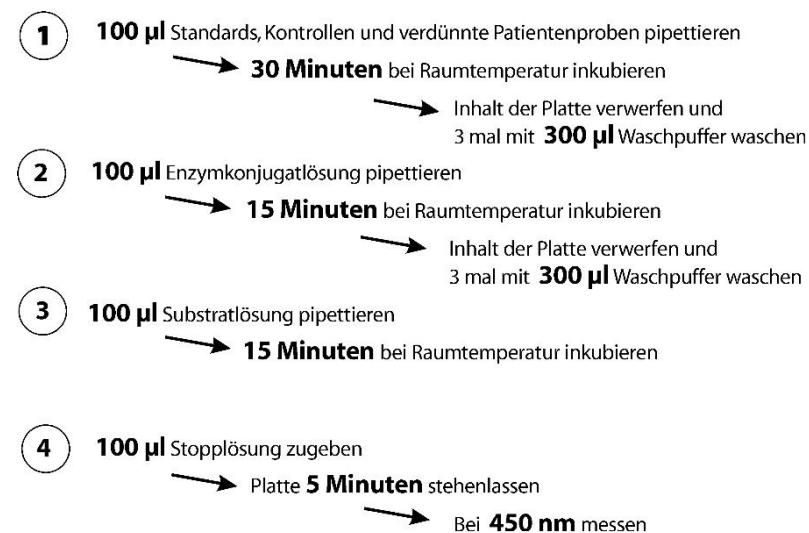 1 100 µl Standards, Kontrollen und verdünnte Patientenproben pipettieren
30 Minuten bei Raumtemperatur inkubieren
Inhalt der Platte verwerfen und
3 mal mit 300 µl Waschpuffer waschen
2 100 µl Enzymkonjugatlösung pipettieren
15 Minuten bei Raumtemperatur inkubieren
Inhalt der Platte verwerfen und
3 mal mit 300 µl Waschpuffer waschen
3 100 µl Substratlösung pipettieren
15 Minuten bei Raumtemperatur inkubieren
4 100 µl Stopplösung zugeben
Platte 5 Minuten stehenlassen
Bei 450 nm messen